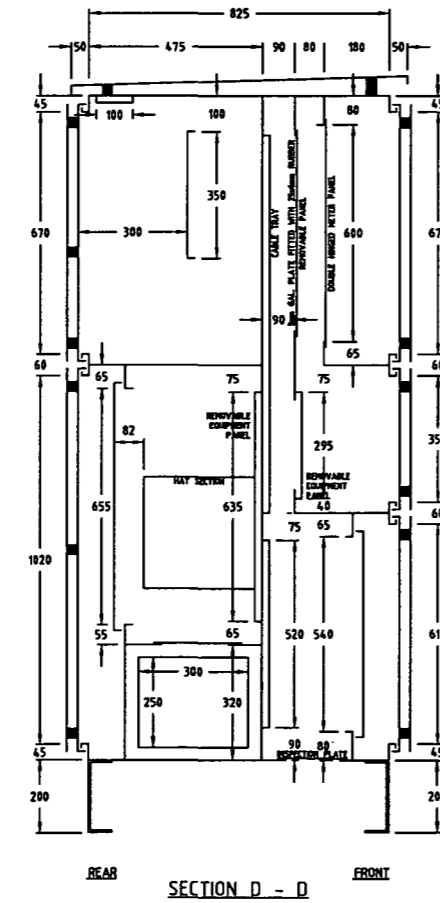 825
50 475 90 80 180 50
45
100 100 80
45
350
300
670
600
CABLE TRAY
3mm GAL. PLATE FITTED WITH 25x6mm RUBBER
REMOVABLE PANEL
DOUBLE HINGED METER PANEL
90
65
60
65 75 75
82
REMOVABLE
EQUIPMENT
PANEL
295
HAT SECTION
REMOVABLE
EQUIPMENT
PANEL
655 635
40
75 65
1020
520 540
55 65
300
250 320
90 80
INSPECTION PLATE
45
200
REAR FRONT
SECTION D - D